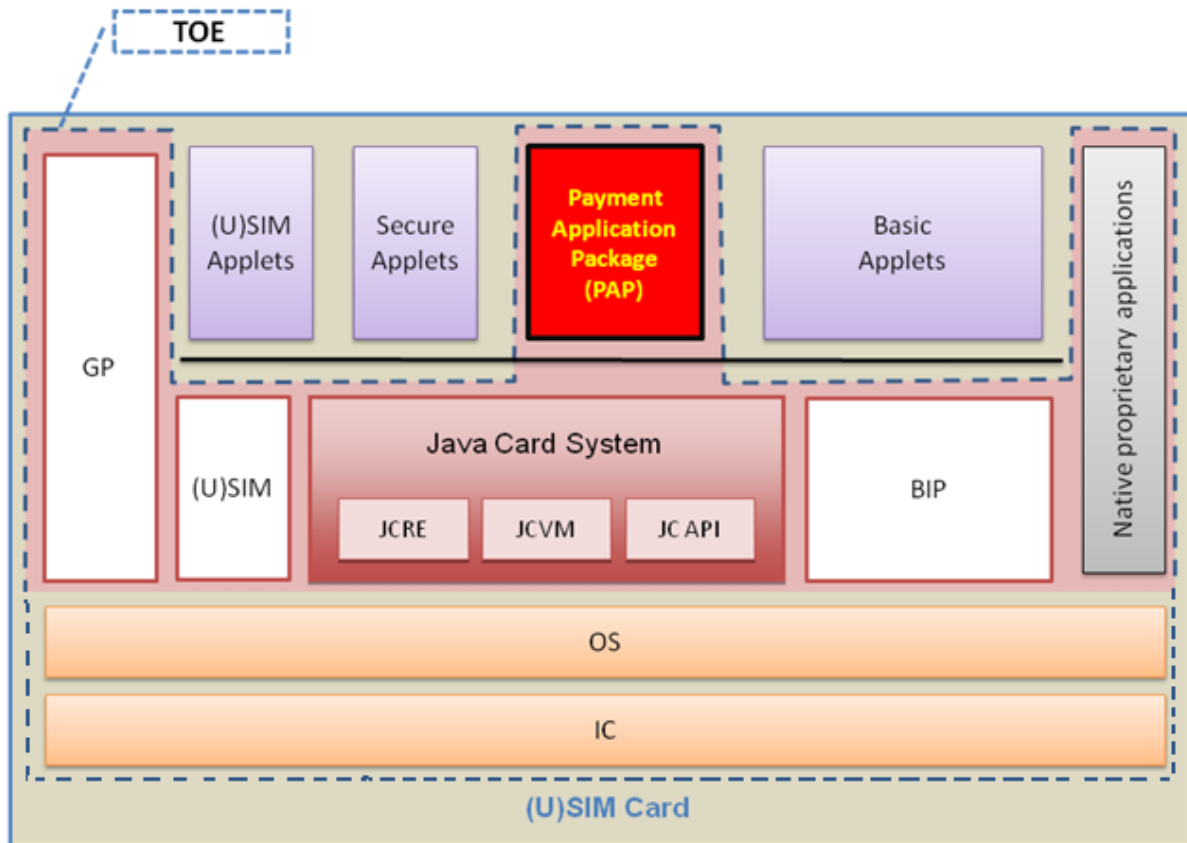 TOE
(U)SIM
Applets
Secure
Applets
Payment
Application
Package
(PAP)
Basic
Applets
Native proprietary applications
GP
(U)SIM
Java Card System
JCRE
JCVM
JC API
BIP
OS
IC
(U)SIM Card